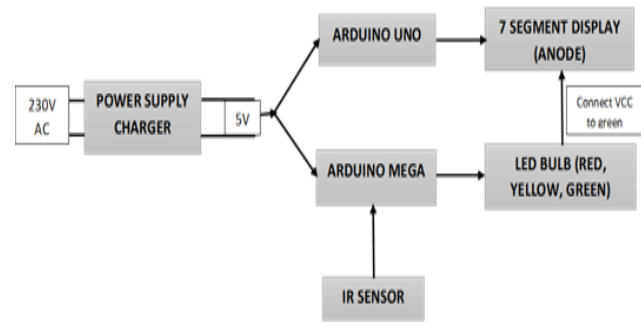 230V
AC
POWER SUPPLY
CHARGER
5V
ARDUINO UNO
7 SEGMENT DISPLAY
(ANODE)
Connect VCC
to green
ARDUINO MEGA
LED BULB (RED,
YELLOW, GREEN)
IR SENSOR